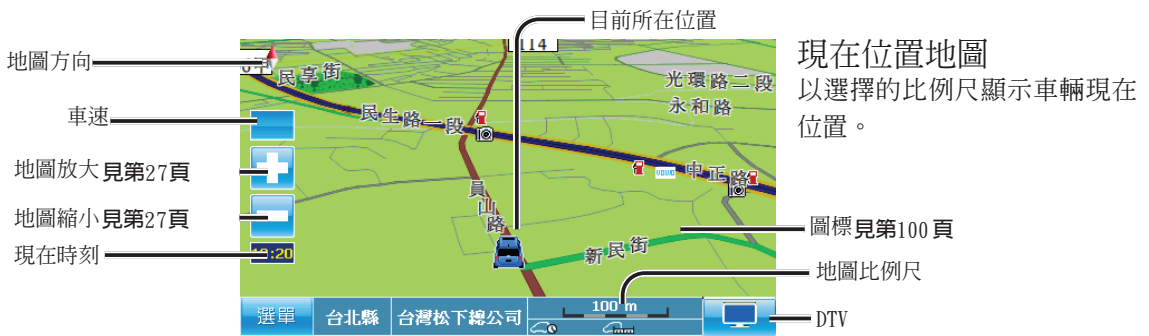 目前所在位置
地圖方向
車速
地圖放大見第27頁
地圖縮小見第27頁
現在時刻
114
民享街
光環路二段
永和路
民生路一段
VOLVO
中正路
員山路
新民街
:20
100 m
選單
台北縣
台灣松下總公司
現在位置地圖
以選擇的比例尺顯示車輛現在
位置。
圖標見第100頁
地圖比例尺
DTV